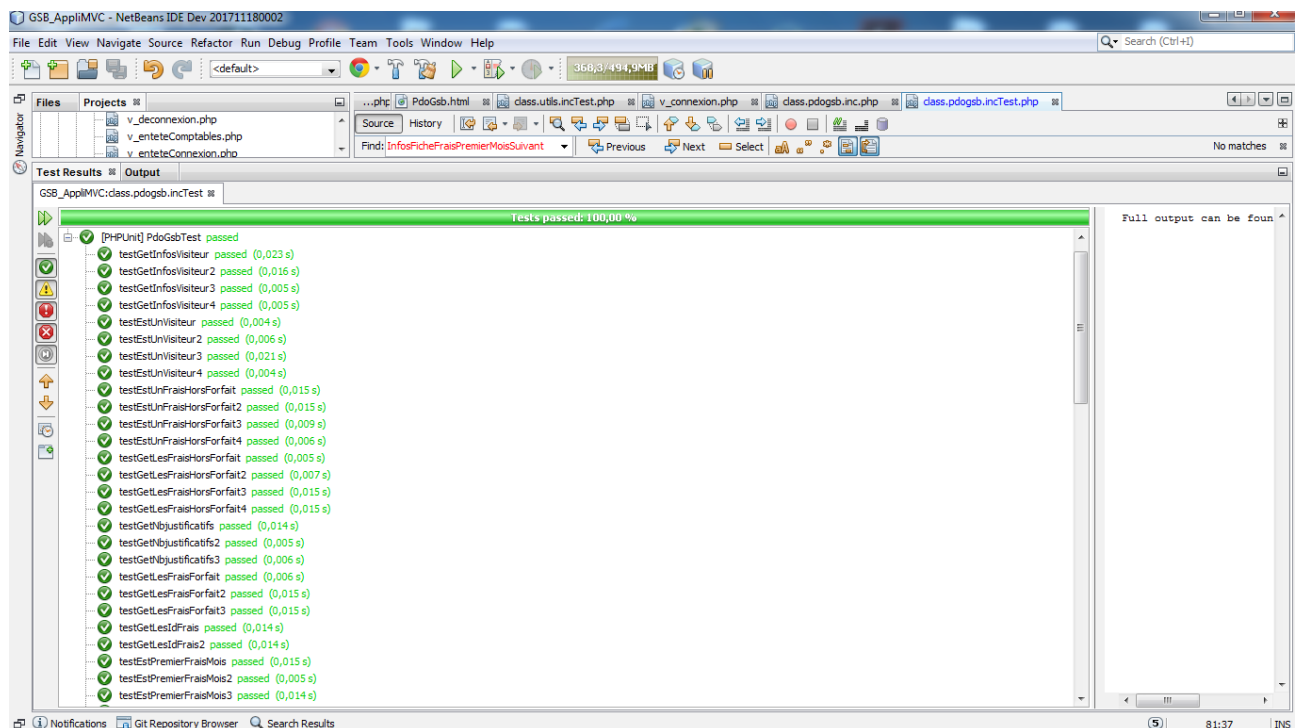 GSB_AppliMVC - NetBeans IDE Dev 201711180002
File Edit View Navigate Source Refactor Run Debug Profile Team Tools Window Help
Search (Ctrl+I)
<default>
368,3/494,9MB
Files Projects
...php PdoGsb.html class.utils.incTest.php v_connexion.php class.pdogsb.inc.php class.pdogsb.incTest.php
Navigator
v_deconnexion.php
v_enteteComptables.php
v_enteteConnexion.php
Source History
Find: InfosFicheFraisPremierMoisSuivant Previous Next Select No matches
Test Results Output
GSB_AppliMVC:class.pdogsb.incTest
Tests passed: 100,00 %
Full output can be foun
[PHPUnit] PdoGsbTest passed
testGetInfosVisiteur passed (0,023 s)
testGetInfosVisiteur2 passed (0,016 s)
testGetInfosVisiteur3 passed (0,005 s)
testGetInfosVisiteur4 passed (0,005 s)
testEstUnVisiteur passed (0,004 s)
testEstUnVisiteur2 passed (0,006 s)
testEstUnVisiteur3 passed (0,021 s)
testEstUnVisiteur4 passed (0,004 s)
testEstUnFraisHorsForfait passed (0,015 s)
testEstUnFraisHorsForfait2 passed (0,015 s)
testEstUnFraisHorsForfait3 passed (0,009 s)
testEstUnFraisHorsForfait4 passed (0,006 s)
testGetLesFraisHorsForfait passed (0,005 s)
testGetLesFraisHorsForfait2 passed (0,007 s)
testGetLesFraisHorsForfait3 passed (0,015 s)
testGetLesFraisHorsForfait4 passed (0,015 s)
testGetNbjustificatifs passed (0,014 s)
testGetNbjustificatifs2 passed (0,005 s)
testGetNbjustificatifs3 passed (0,006 s)
testGetLesFraisForfait passed (0,006 s)
testGetLesFraisForfait2 passed (0,015 s)
testGetLesFraisForfait3 passed (0,015 s)
testGetLesIdFrais passed (0,014 s)
testGetLesIdFrais2 passed (0,014 s)
testEstPremierFraisMois passed (0,015 s)
testEstPremierFraisMois2 passed (0,005 s)
testEstPremierFraisMois3 passed (0,014 s)
Notifications Git Repository Browser Search Results
5 81:37 INS